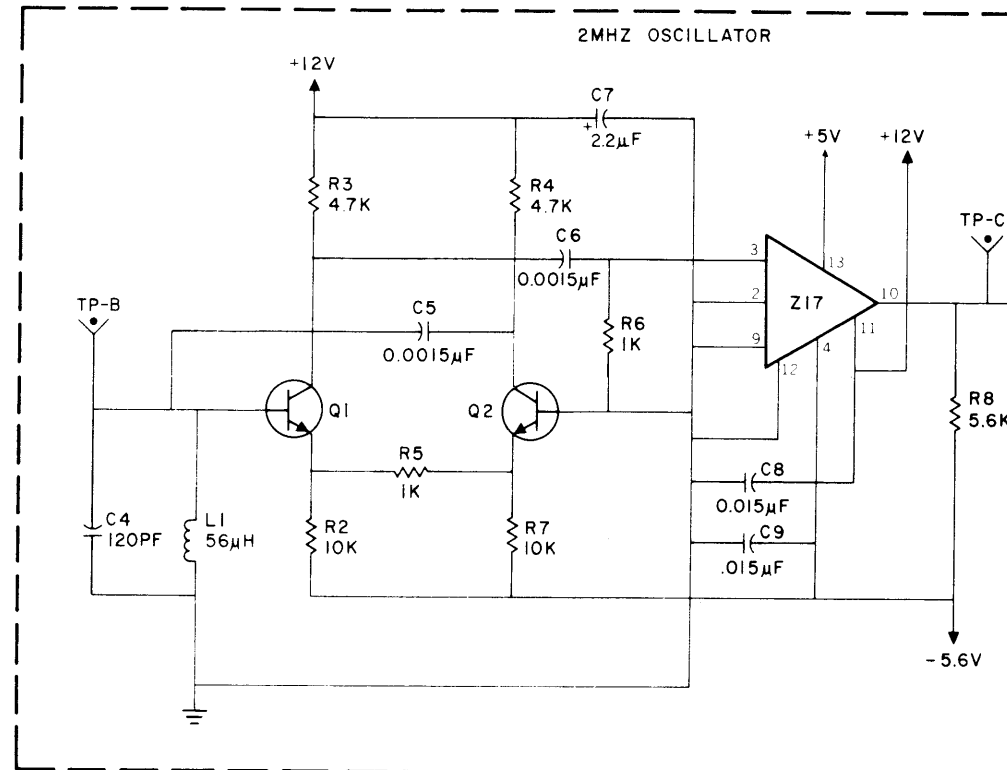 2MHZ OSCILLATOR
+12V
C7
+
2.2µF
+5V
+12V
R3
4.7K
R4
4.7K
TP-C
C6
0.0015µF
3
13
TP-B
C5
0.0015µF
R6
1K
2
Z17
10
11
9
4
12
Q1
Q2
R8
5.6K
R5
1K
C8
0.015µF
C4
120PF
L1
56µH
R2
10K
R7
10K
C9
.015µF
-5.6V